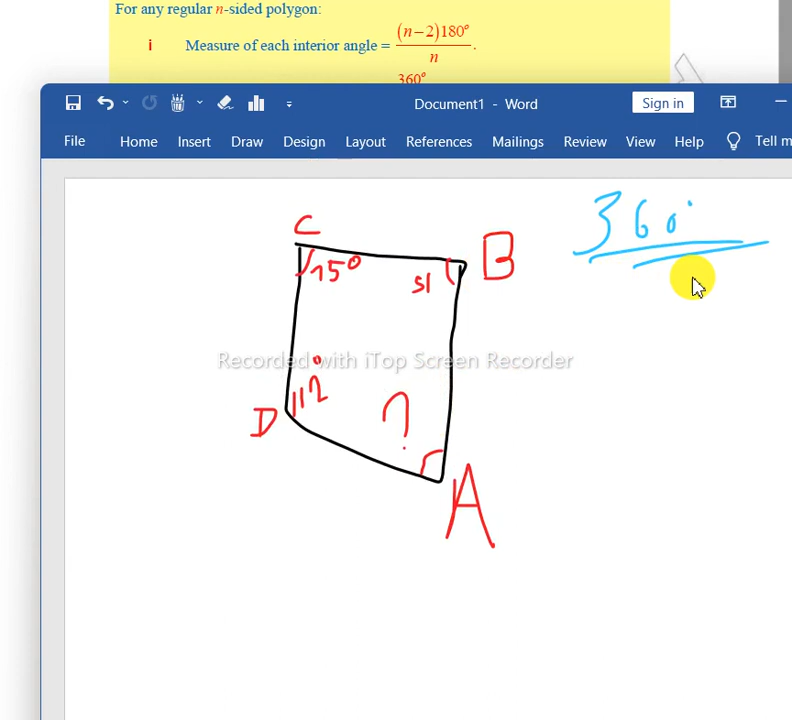 For any regular n-sided polygon:
i Measure of each interior angle = (n−2)180° / n .
360°
Document1 - Word
Sign in
File Home Insert Draw Design Layout References Mailings Review View Help Tell m
360°
C
B
75°
51
Recorded with iTop Screen Recorder
112°
?
D
A